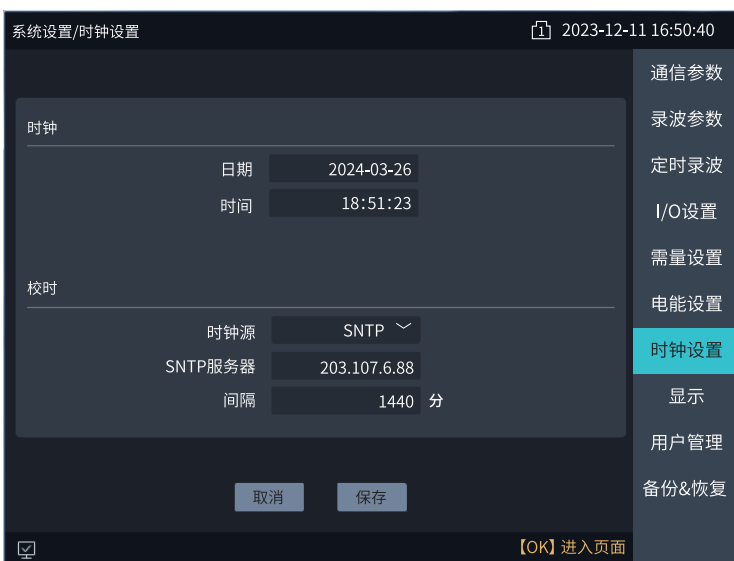 系统设置/时钟设置
1 2023-12-11 16:50:40
通信参数
录波参数
定时录波
I/O设置
需量设置
电能设置
时钟设置
显示
用户管理
备份&恢复
时钟
日期 2024-03-26
时间 18:51:23
校时
时钟源 SNTP
SNTP服务器 203.107.6.88
间隔 1440 分
取消 保存
【OK】进入页面